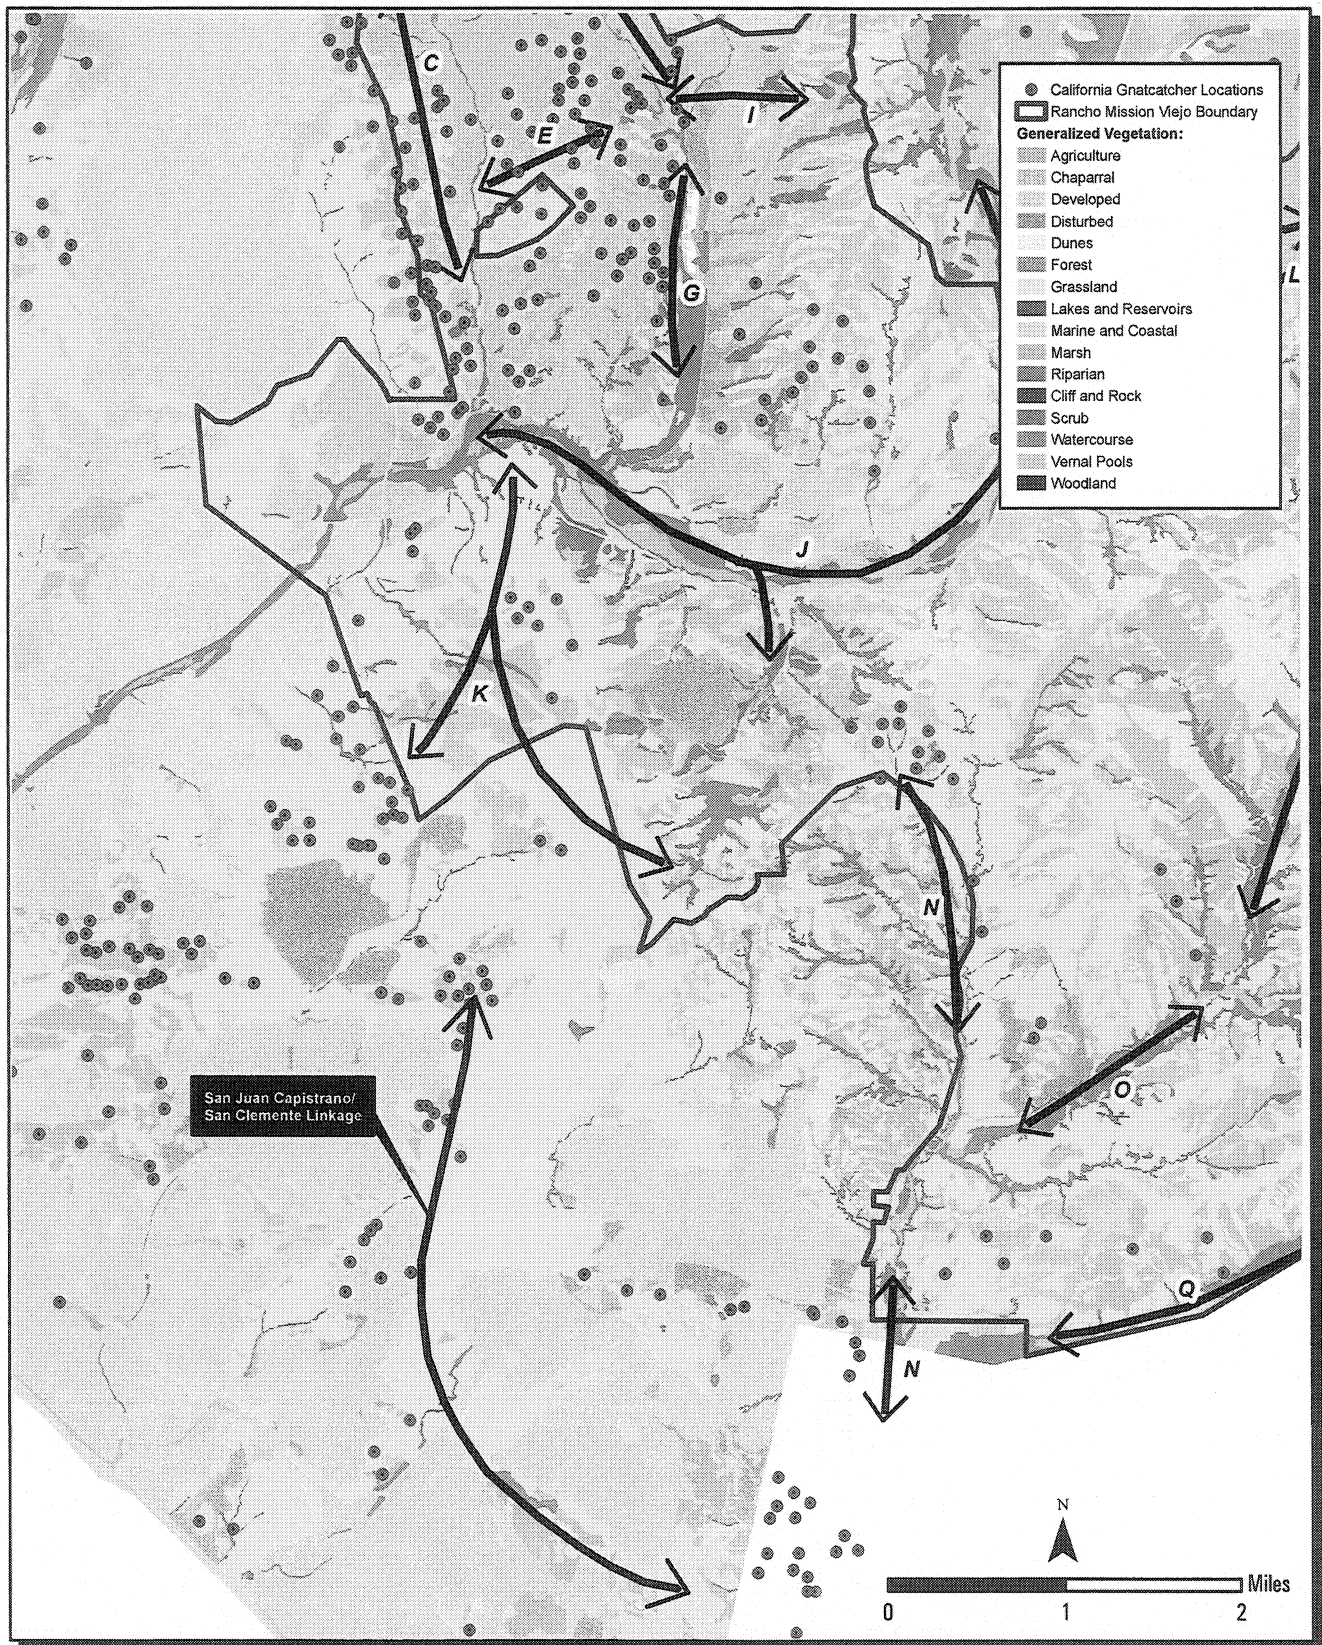 C
E
I
California Gnatcatcher Locations
Rancho Mission Viejo Boundary
Generalized Vegetation:
Agriculture
Chaparral
Developed
Disturbed
Dunes
Forest
Grassland
Lakes and Reservoirs
Marine and Coastal
Marsh
Riparian
Cliff and Rock
Scrub
Watercourse
Vernal Pools
Woodland
L
G
J
K
N
O
San Juan Capistrano/
San Clemente Linkage
Q
N
N
Miles
0 1 2